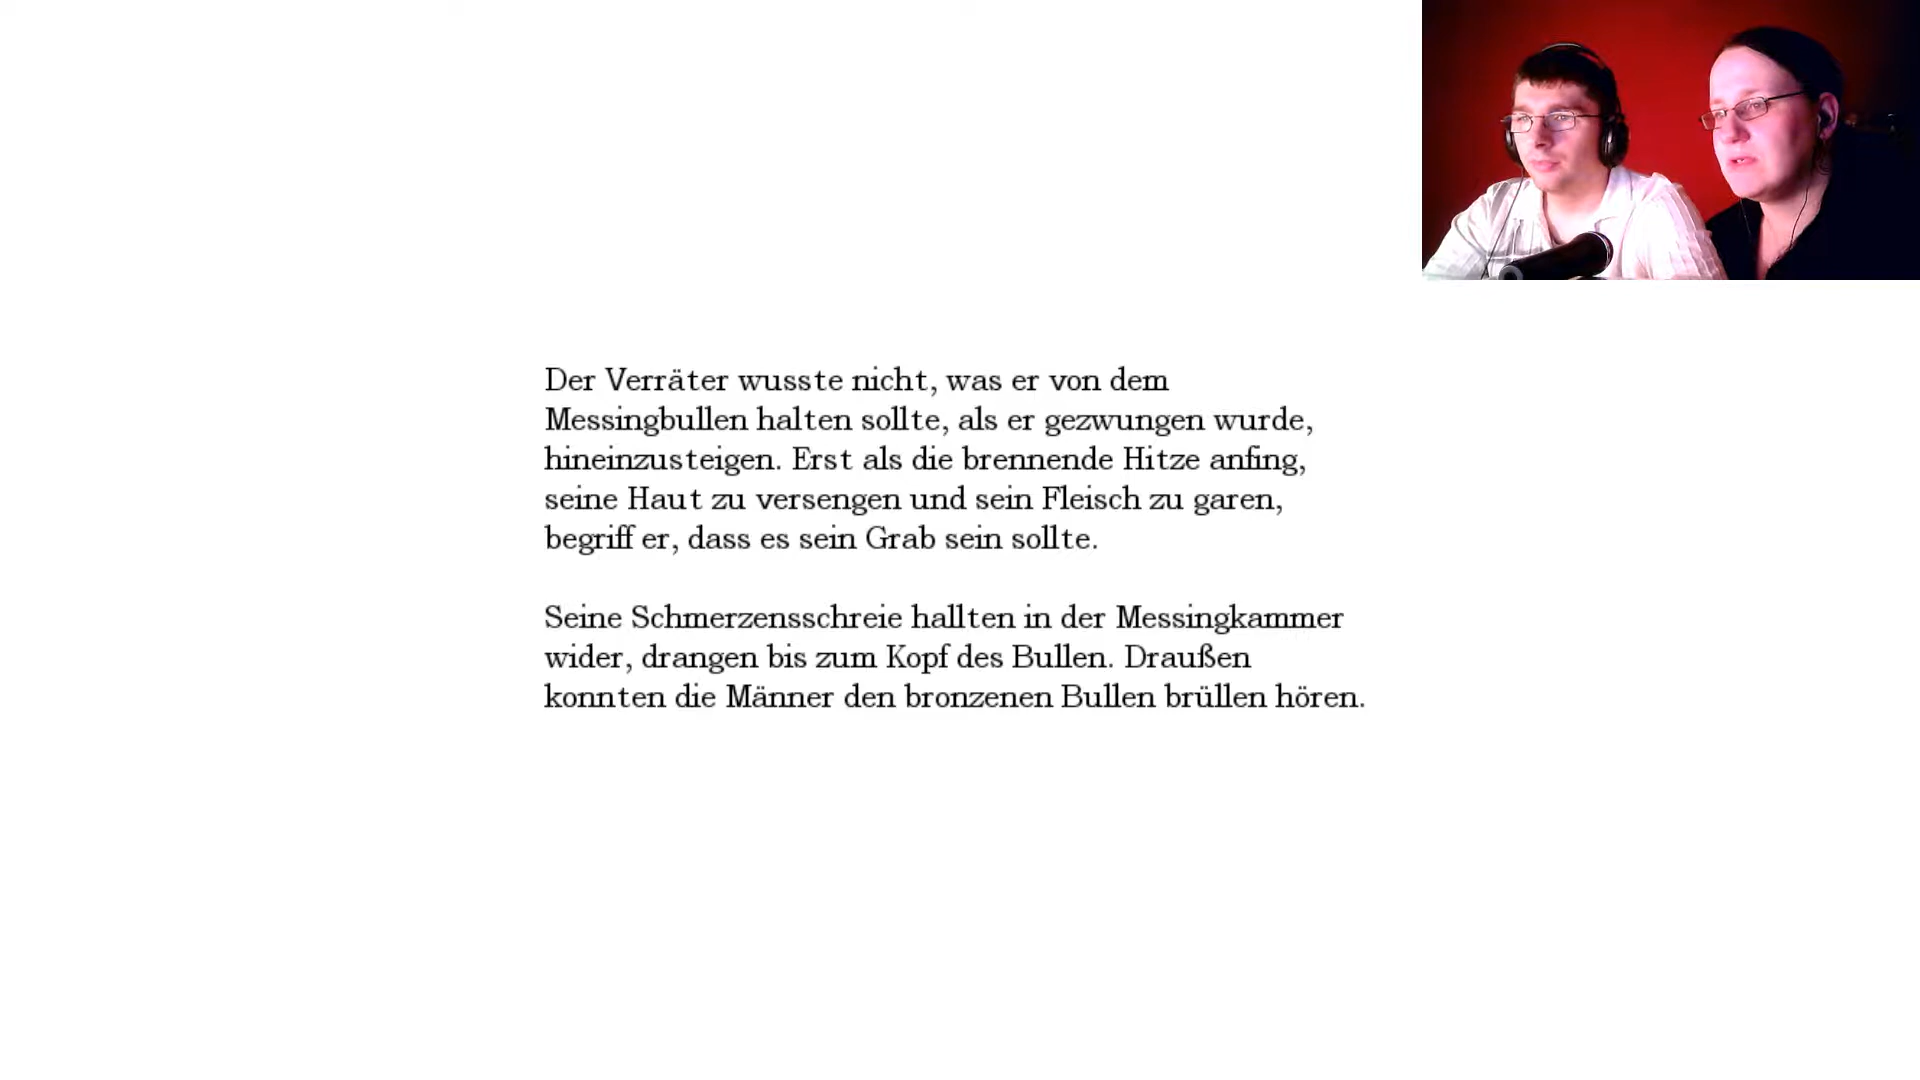 Der Verräter wusste nicht, was er von dem
Messingbullen halten sollte, als er gezwungen wurde,
hineinzusteigen. Erst als die brennende Hitze anfing,
seine Haut zu versengen und sein Fleisch zu garen,
begriff er, dass es sein Grab sein sollte.
Seine Schmerzensschreie hallten in der Messingkammer
wider, drangen bis zum Kopf des Bullen. Draußen
konnten die Männer den bronzenen Bullen brüllen hören.